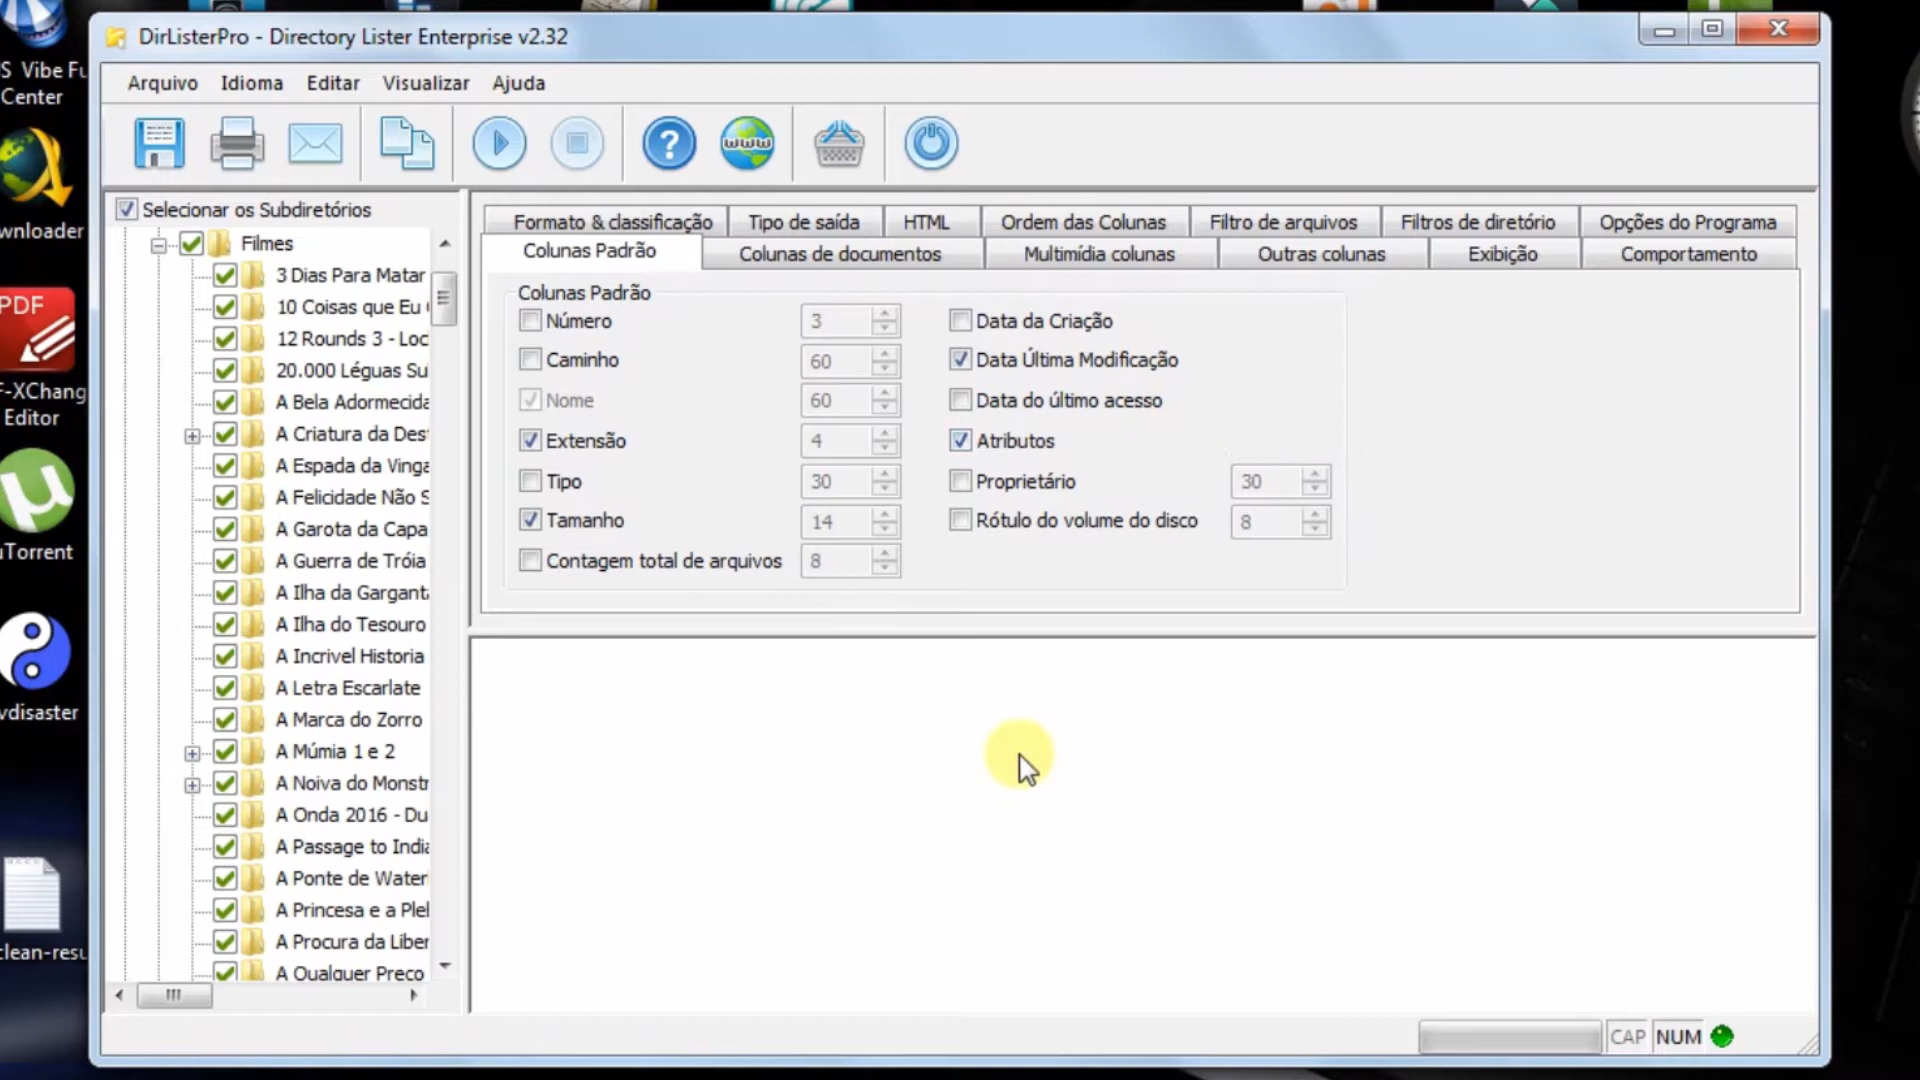 DirListerPro - Directory Lister Enterprise v2.32
Arquivo Idioma Editar Visualizar Ajuda
www
Selecionar os Subdiretórios
Filmes
3 Dias Para Matar
10 Coisas que Eu
12 Rounds 3 - Loc
20.000 Léguas Su
A Bela Adormecida
A Criatura da Des
A Espada da Vinga
A Felicidade Não S
A Garota da Capa
A Guerra de Tróia
A Ilha da Gargant
A Ilha do Tesouro
A Incrivel Historia
A Letra Escarlate
A Marca do Zorro
A Múmia 1 e 2
A Noiva do Monstr
A Onda 2016 - Du
A Passage to Indi
A Ponte de Water
A Princesa e a Ple
A Procura da Liber
A Qualquer Preço
Formato & classificação Tipo de saída HTML Ordem das Colunas Filtro de arquivos Filtros de diretório Opções do Programa
Colunas Padrão Colunas de documentos Multimídia colunas Outras colunas Exibição Comportamento
Colunas Padrão
Número 3 Data da Criação
Caminho 60 Data Última Modificação
Nome 60 Data do último acesso
Extensão 4 Atributos
Tipo 30 Proprietário 30
Tamanho 14 Rótulo do volume do disco 8
Contagem total de arquivos 8
CAP NUM
S Vibe Fu
Center
wnloader
PDF
F-XChang
Editor
µ
uTorrent
vdisaster
clean-resu